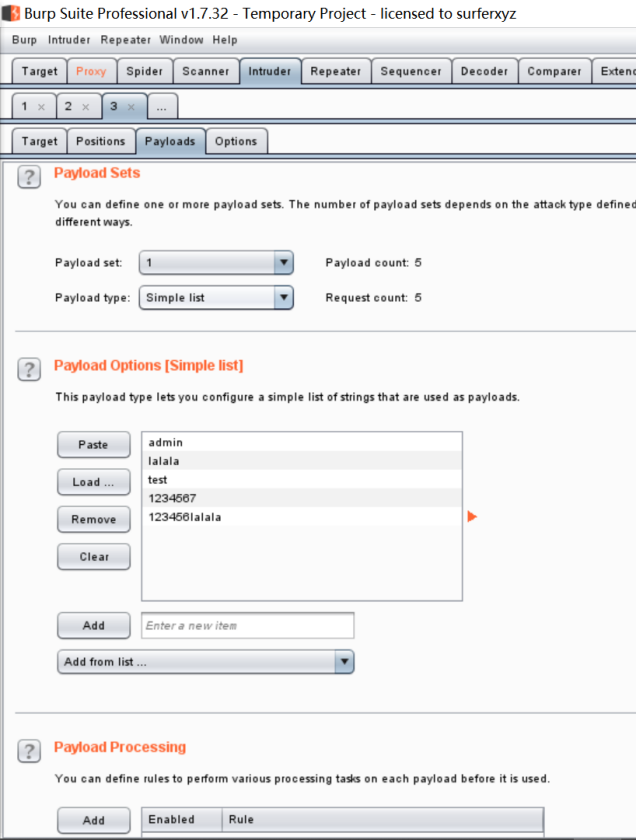 Burp Suite Professional v1.7.32 - Temporary Project - licensed to surferxyz
Burp Intruder Repeater Window Help
Target Proxy Spider Scanner Intruder Repeater Sequencer Decoder Comparer Extend
1 × 2 × 3 × ...
Target Positions Payloads Options
? Payload Sets
You can define one or more payload sets. The number of payload sets depends on the attack type defined
different ways.
Payload set: 1 Payload count: 5
Payload type: Simple list Request count: 5
? Payload Options [Simple list]
This payload type lets you configure a simple list of strings that are used as payloads.
Paste
Load ...
Remove
Clear
admin
lalala
test
1234567
123456lalala
Add Enter a new item
Add from list ...
? Payload Processing
You can define rules to perform various processing tasks on each payload before it is used.
Add Enabled Rule